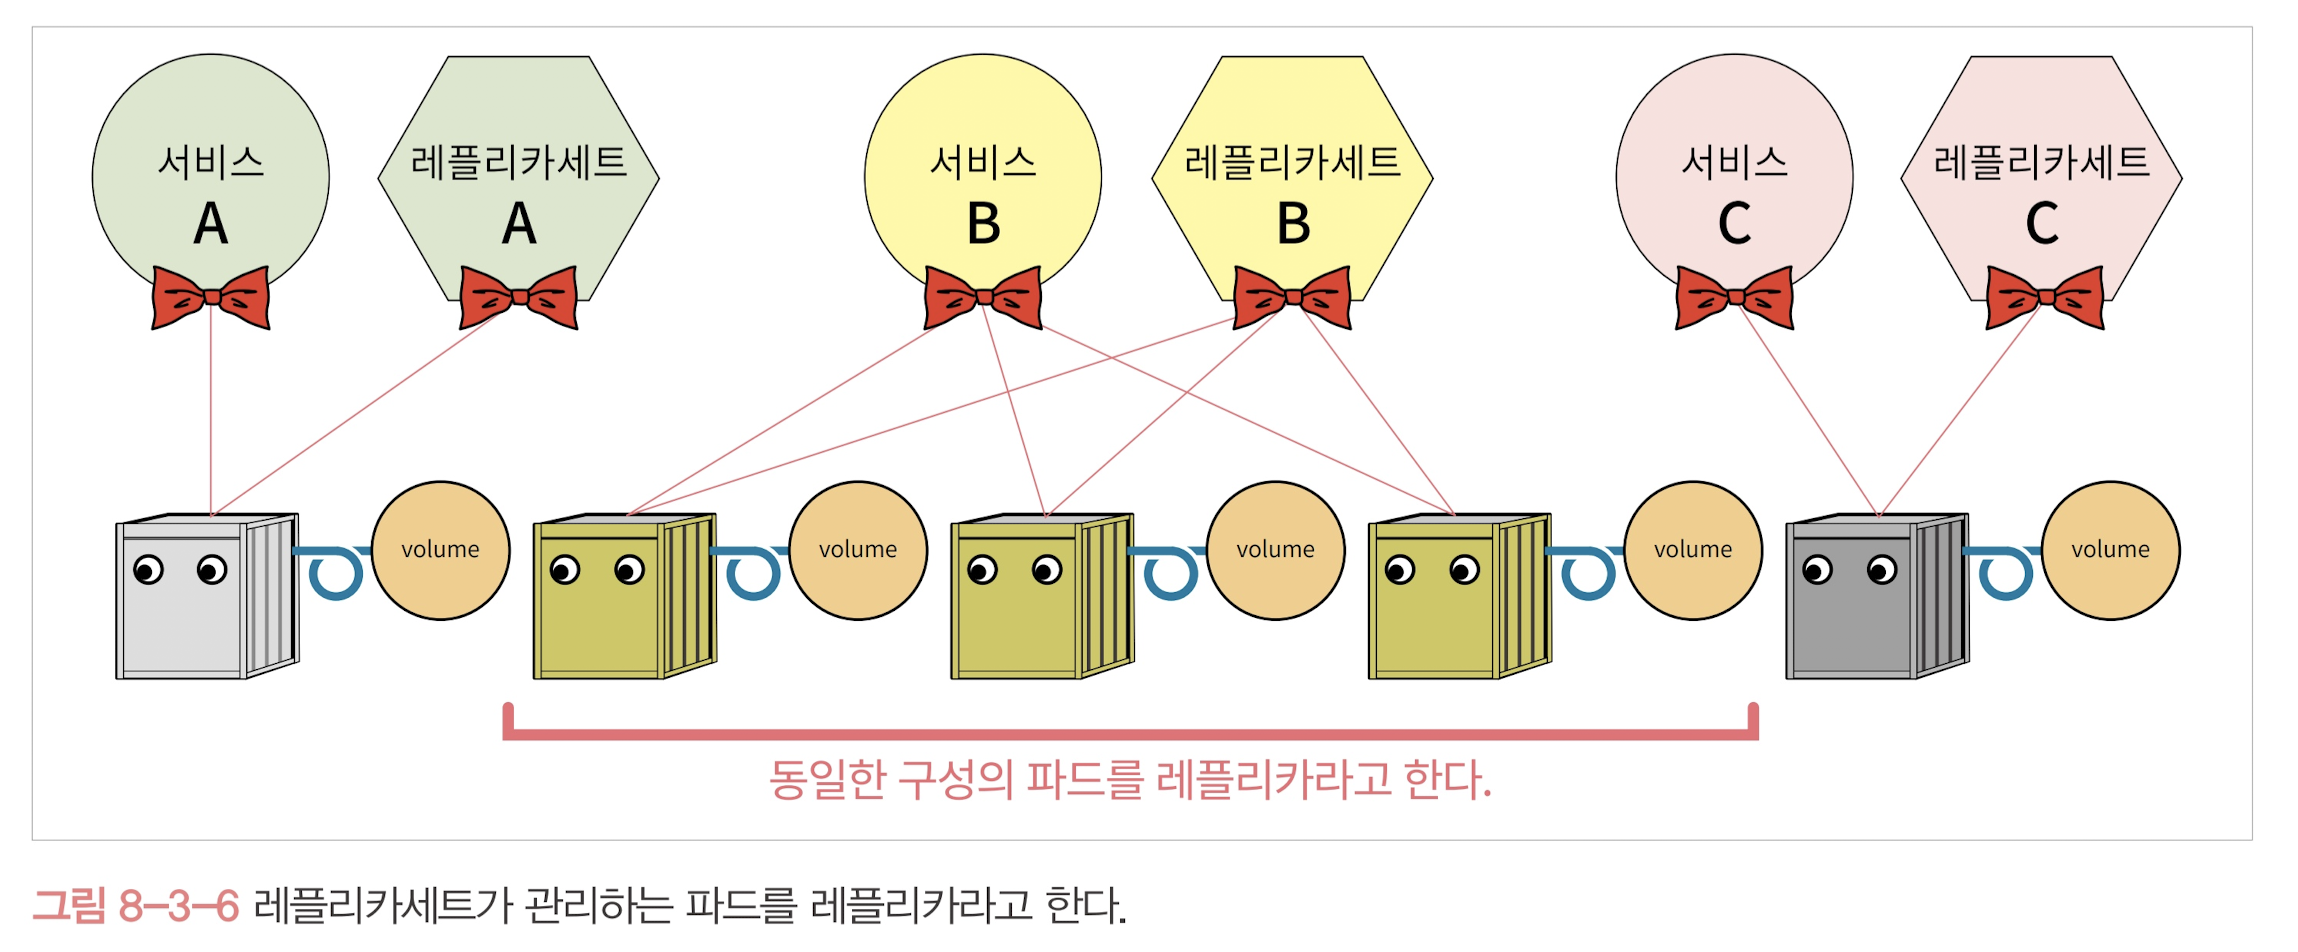 서비스
A
레플리카세트
A
서비스
B
레플리카세트
B
서비스
C
레플리카세트
C
volume
volume
volume
volume
volume
동일한 구성의 파드를 레플리카라고 한다.
그림 8-3-6 레플리카세트가 관리하는 파드를 레플리카라고 한다.